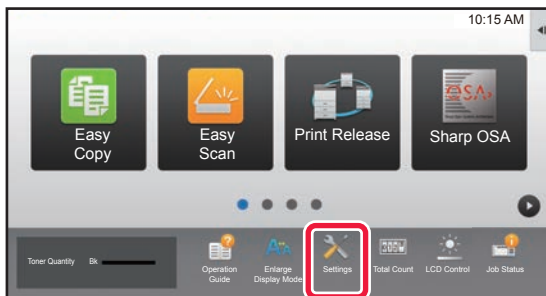 10:15 AM
Easy
Copy
Easy
Scan
Print Release
Sharp OSA
Toner Quantity Bk
Operation
Guide
Enlarge
Display Mode
Settings
Total Count
LCD Control
Job Status